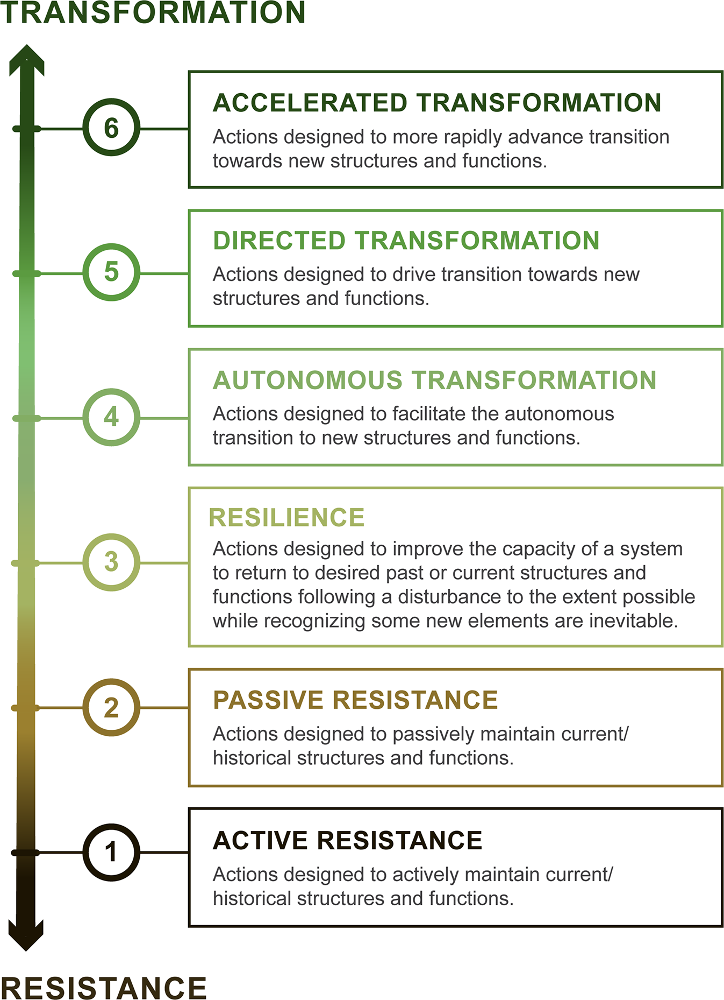 TRANSFORMATION
6
ACCELERATED TRANSFORMATION
Actions designed to more rapidly advance transition
towards new structures and functions.
5
DIRECTED TRANSFORMATION
Actions designed to drive transition towards new
structures and functions.
4
AUTONOMOUS TRANSFORMATION
Actions designed to facilitate the autonomous
transition to new structures and functions.
3
RESILIENCE
Actions designed to improve the capacity of a system
to return to desired past or current structures and
functions following a disturbance to the extent possible
while recognizing some new elements are inevitable.
2
PASSIVE RESISTANCE
Actions designed to passively maintain current/
historical structures and functions.
1
ACTIVE RESISTANCE
Actions designed to actively maintain current/
historical structures and functions.
RESISTANCE